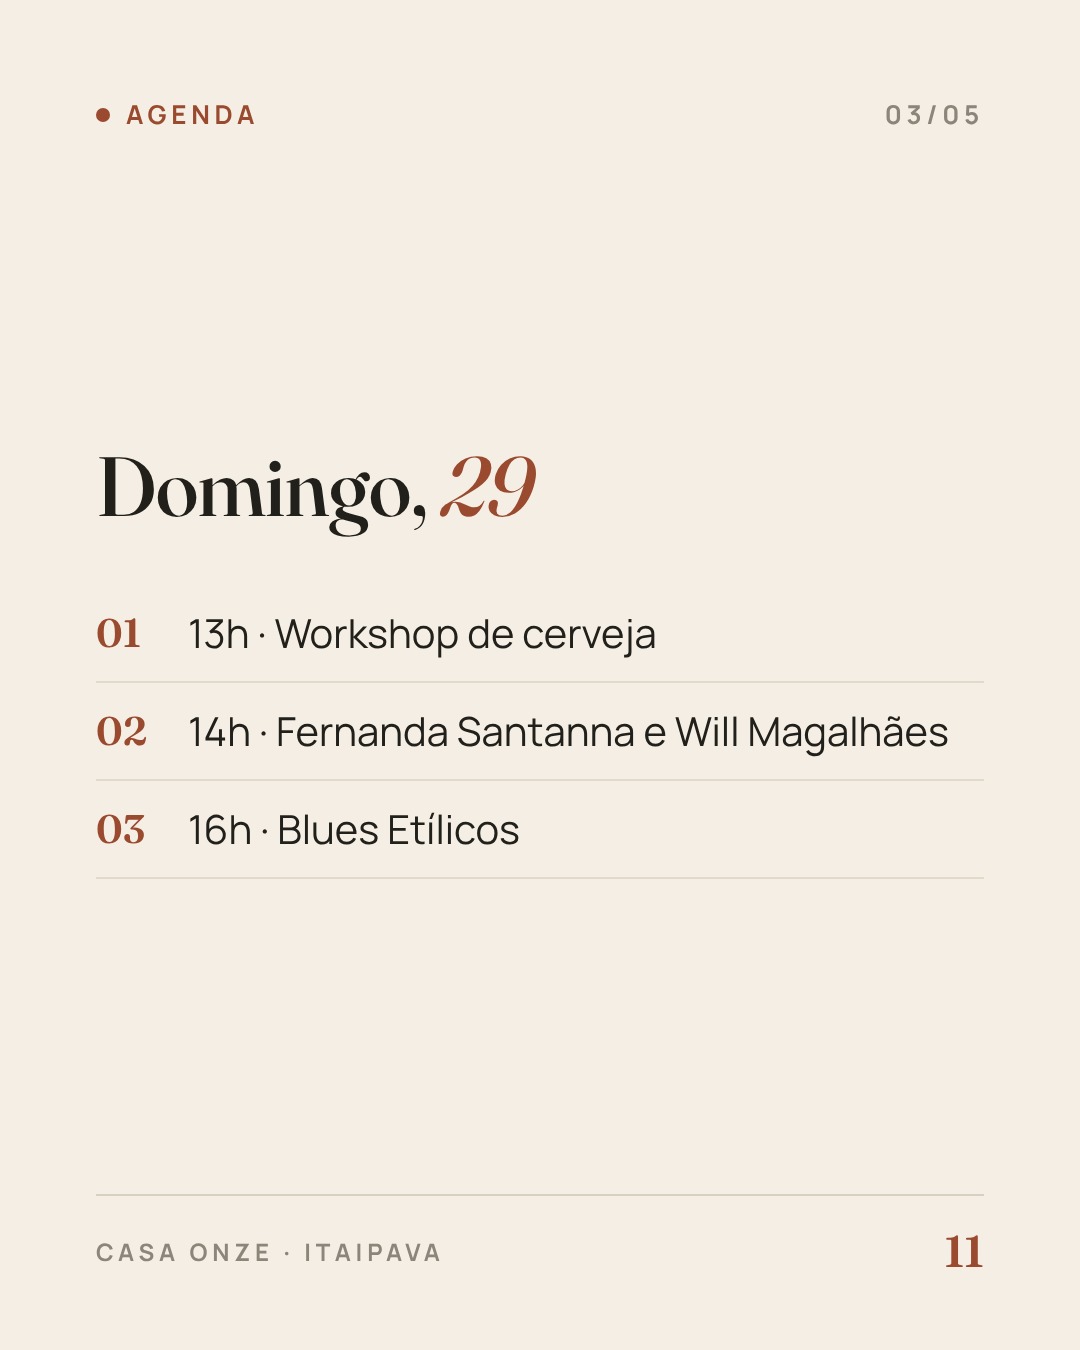 AGENDA
03/05
Domingo, 29
01 13h · Workshop de cerveja
02 14h · Fernanda Santanna e Will Magalhães
03 16h · Blues Etílicos
CASA ONZE · ITAIPAVA
11